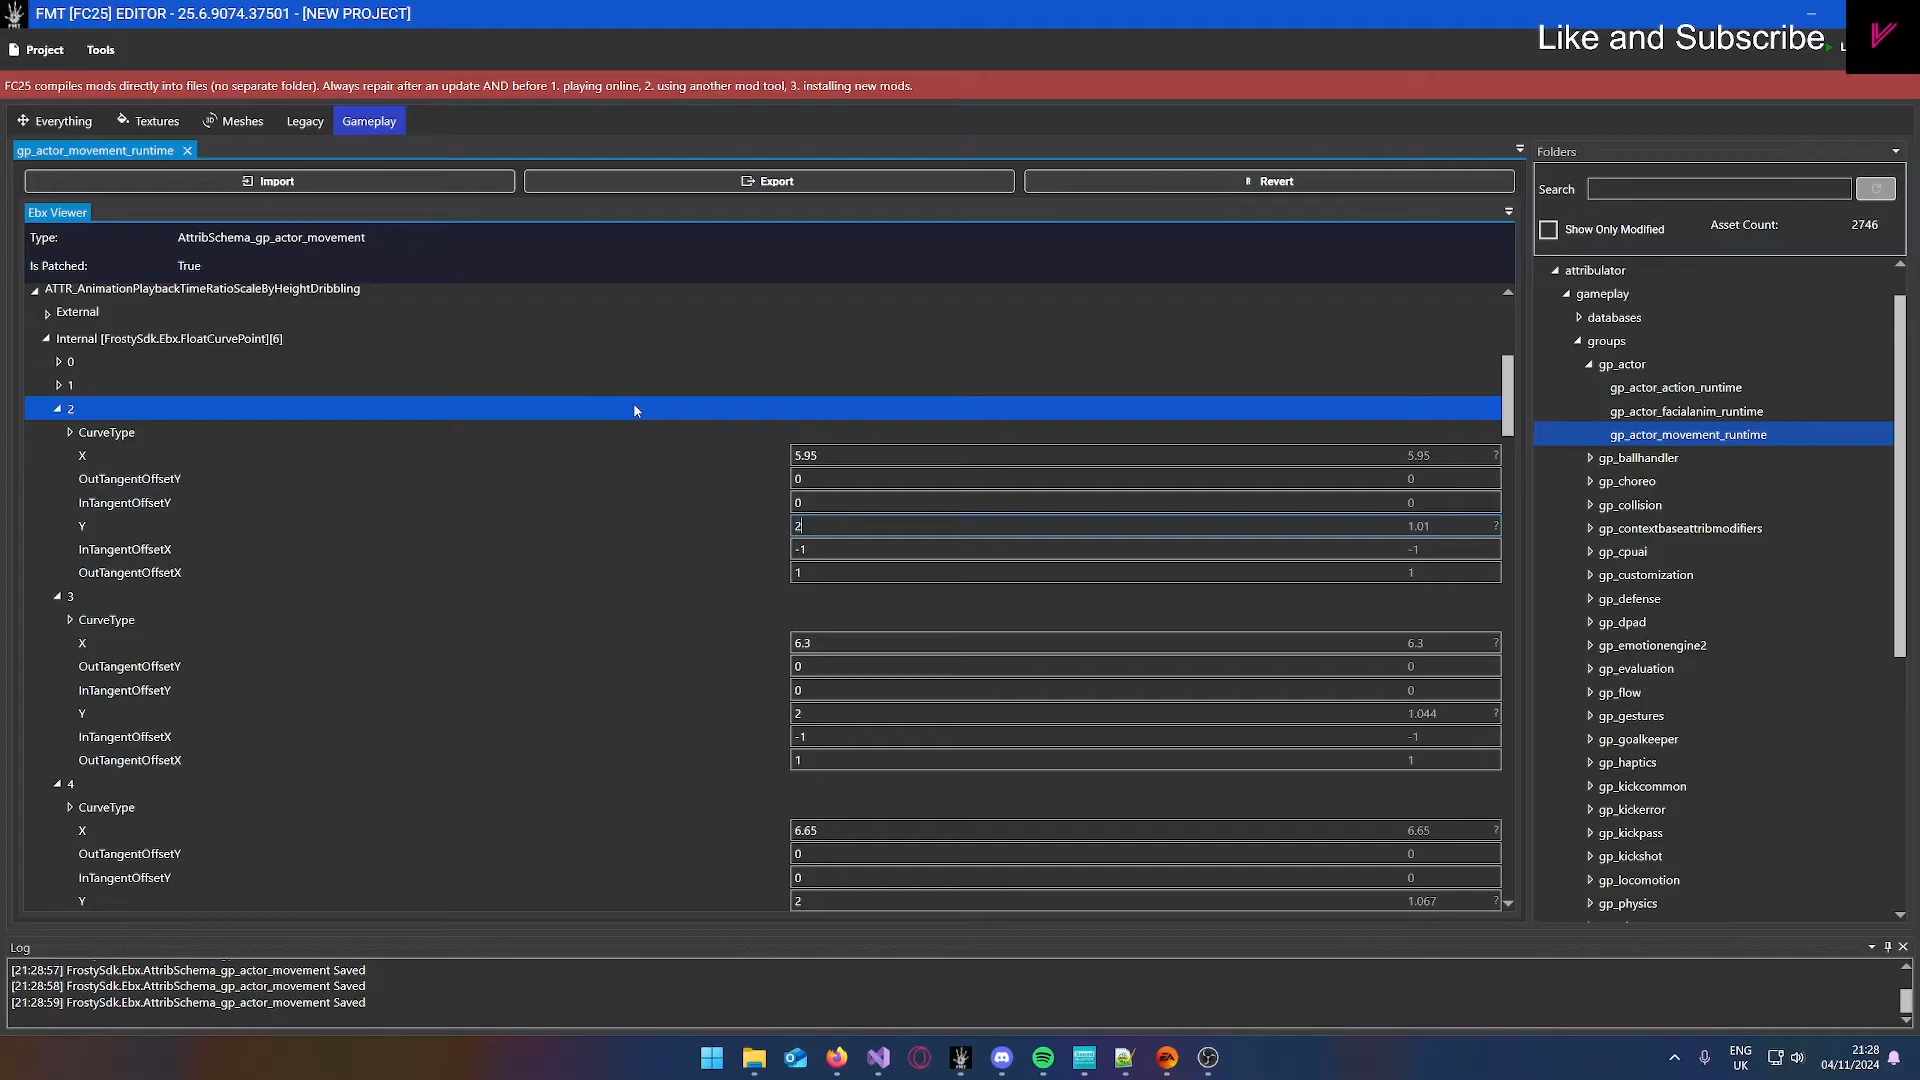 FMT [FC25] EDITOR - 25.6.9074.37501 - [NEW PROJECT]
Like and Subscribe
Project Tools
FC25 compiles mods directly into files (no separate folder). Always repair after an update AND before 1. playing online, 2. using another mod tool, 3. installing new mods.
Everything Textures Meshes Legacy Gameplay
gp_actor_movement_runtime
Import Export Revert
Ebx Viewer
Type: AttribSchema_gp_actor_movement
Is Patched: True
ATTR_AnimationPlaybackTimeRatioScaleByHeightDribbling
External
Internal [FrostySdk.Ebx.FloatCurvePoint][6]
0
1
2
CurveType
X 5.95 5.95 ?
OutTangentOffsetY 0 0
InTangentOffsetY 0 0
Y 2 1.01 ?
InTangentOffsetX -1 -1
OutTangentOffsetX 1 1
3
CurveType
X 6.3 6.3 ?
OutTangentOffsetY 0 0
InTangentOffsetY 0 0
Y 2 1.044 ?
InTangentOffsetX -1 -1
OutTangentOffsetX 1 1
4
CurveType
X 6.65 6.65 ?
OutTangentOffsetY 0 0
InTangentOffsetY 0 0
Y 2 1.067 ?
Folders
Search
Show Only Modified Asset Count: 2746
attribulator
gameplay
databases
groups
gp_actor
gp_actor_action_runtime
gp_actor_facialanim_runtime
gp_actor_movement_runtime
gp_ballhandler
gp_choreo
gp_collision
gp_contextbaseattribmodifiers
gp_cpuai
gp_customization
gp_defense
gp_dpad
gp_emotionengine2
gp_evaluation
gp_flow
gp_gestures
gp_goalkeeper
gp_haptics
gp_kickcommon
gp_kickerror
gp_kickpass
gp_kickshot
gp_locomotion
gp_physics
Log
[21:28:57] FrostySdk.Ebx.AttribSchema_gp_actor_movement Saved
[21:28:58] FrostySdk.Ebx.AttribSchema_gp_actor_movement Saved
[21:28:59] FrostySdk.Ebx.AttribSchema_gp_actor_movement Saved
ENG
UK
21:28
04/11/2024